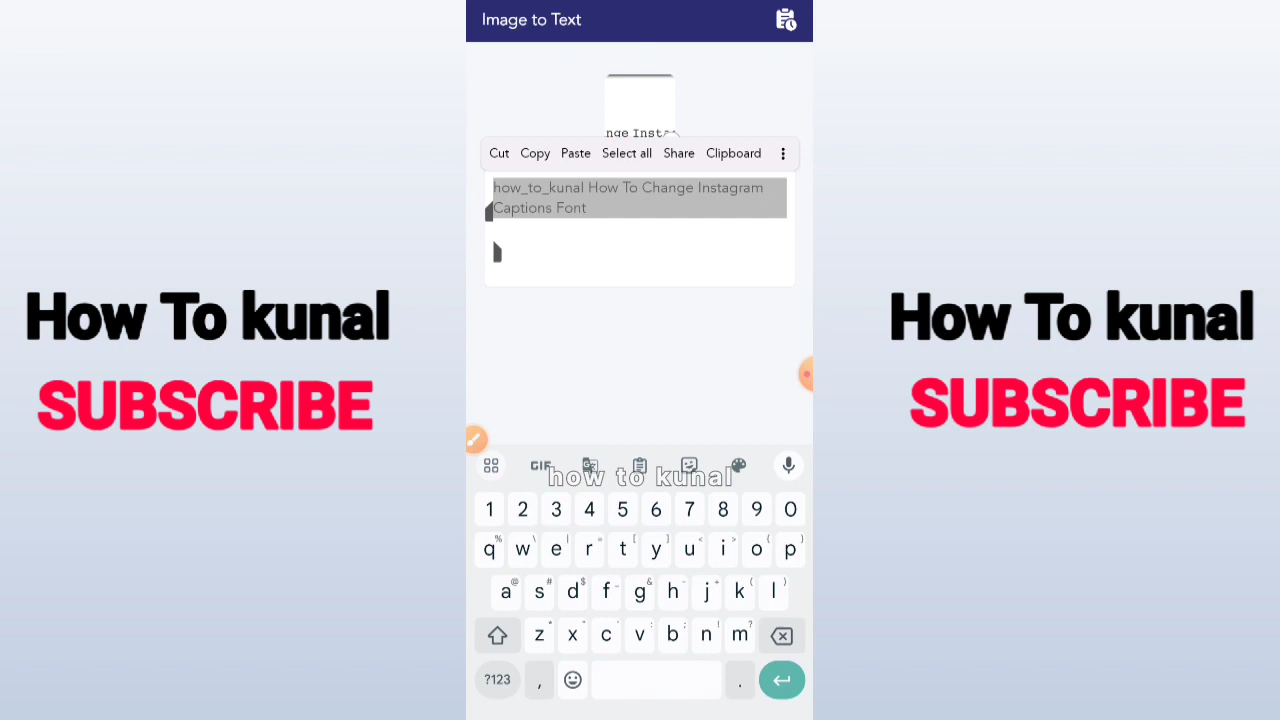 Image to Text
nge Insta
Cut Copy Paste Select all Share Clipboard
how_to_kunal How To Change Instagram
Captions Font
How To kunal
SUBSCRIBE
How To kunal
SUBSCRIBE
GIF
how to kunal
1 2 3 4 5 6 7 8 9 0
q w e r t y u i o p
a s d f g h j k l
z x c v b n m
?123 , .